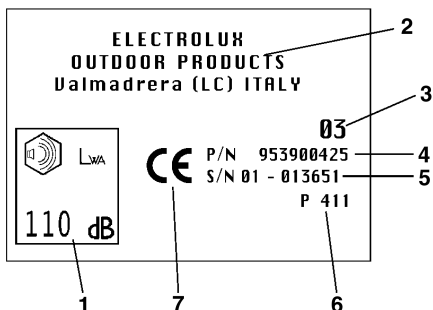 ELECTROLUX
OUTDOOR PRODUCTS
Valmadrera (LC) ITALY
2
3
03
P/N 953900425
4
S/N 01 - 013651
5
P 411
LWA
110 dB
CE
1
7
6